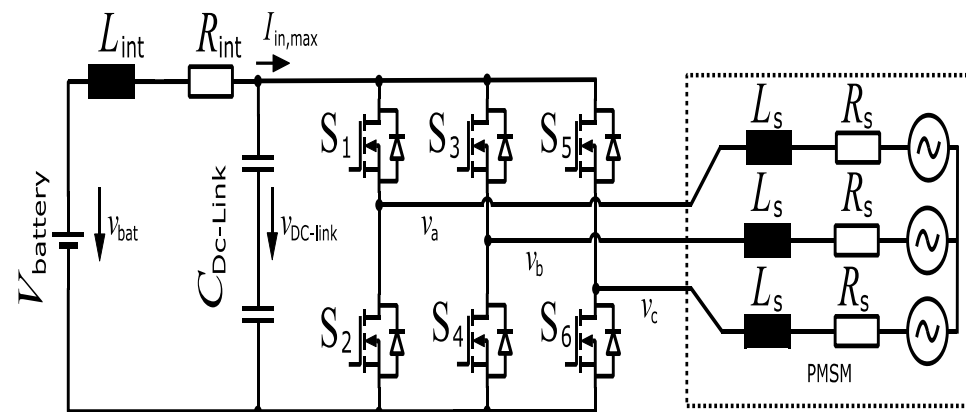 L_int R_int I_in,max
S_1 S_3 S_5
L_s R_s
V_battery
v_bat
C_Dc-Link
v_DC-link
v_a
L_s R_s
v_b
S_2 S_4 S_6
v_c
L_s R_s
PMSM